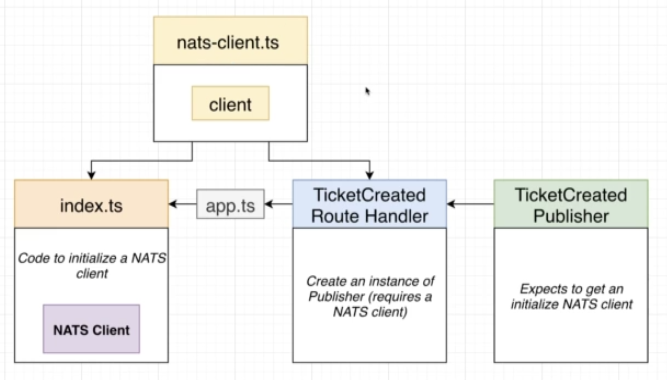 nats-client.ts
client
index.ts
app.ts
TicketCreated
Route Handler
TicketCreated
Publisher
Code to initialize a NATS
client
NATS Client
Create an instance of
Publisher (requires a
NATS client)
Expects to get an
initialize NATS client